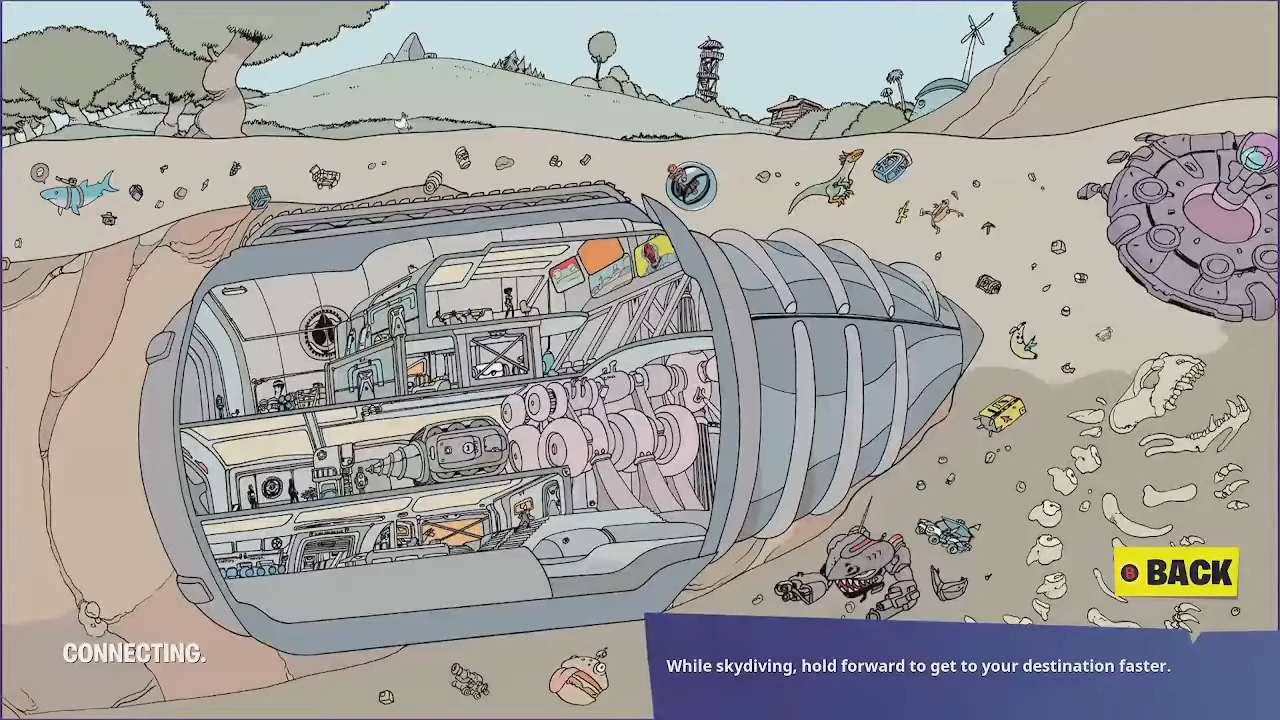 B BACK
CONNECTING.
While skydiving, hold forward to get to your destination faster.